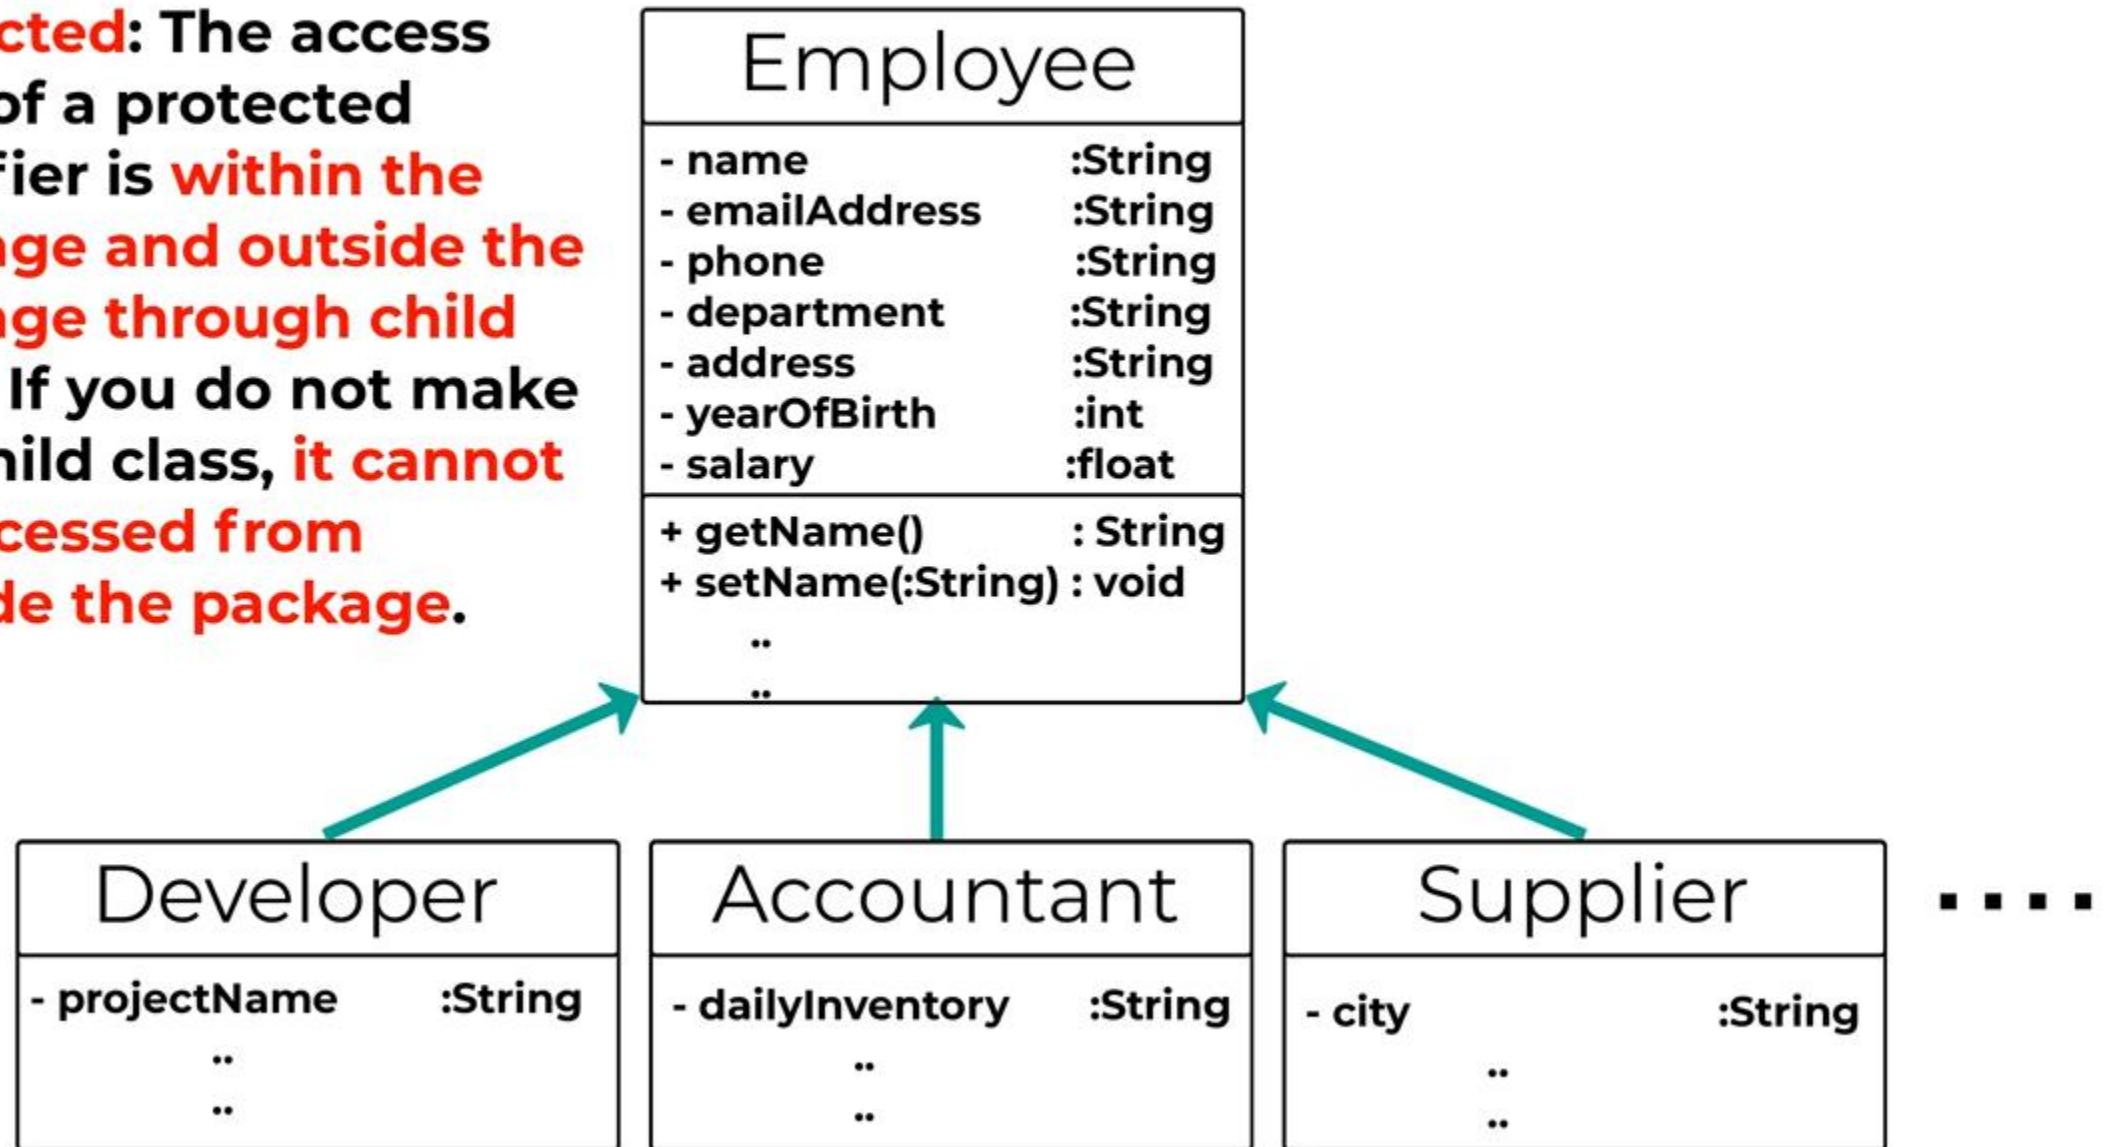 cted: The access
of a protected
fier is within the
age and outside the
age through child
If you do not make
hild class, it cannot
cessed from
de the package.
Employee
- name :String
- emailAddress :String
- phone :String
- department :String
- address :String
- yearOfBirth :int
- salary :float
+ getName() : String
+ setName(:String) : void
..
..
Developer
- projectName :String
..
..
Accountant
- dailyInventory :String
..
..
Supplier
- city :String
..
..
....